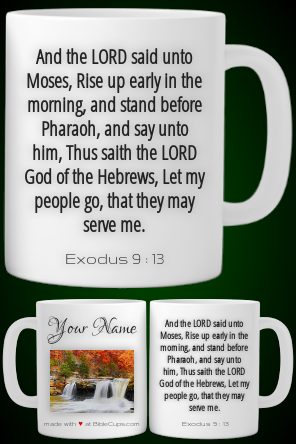 And the LORD said unto
Moses, Rise up early in the
morning, and stand before
Pharaoh, and say unto
him, Thus saith the LORD
God of the Hebrews, Let my
people go, that they may
serve me.
Exodus 9 : 13
Your Name
made with ♥ at BibleCups.com
And the LORD said unto
Moses, Rise up early in the
morning, and stand before
Pharaoh, and say unto
him, Thus saith the LORD
God of the Hebrews, Let my
people go, that they may
serve me.
Exodus 9 : 13